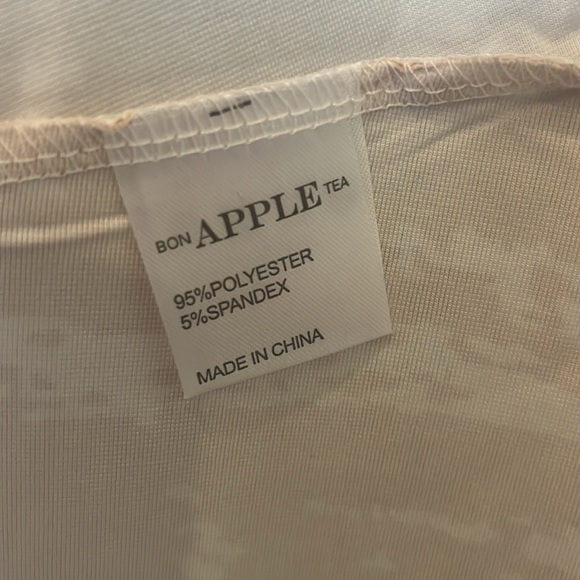 BON APPLE TEA
95%POLYESTER
5%SPANDEX
MADE IN CHINA